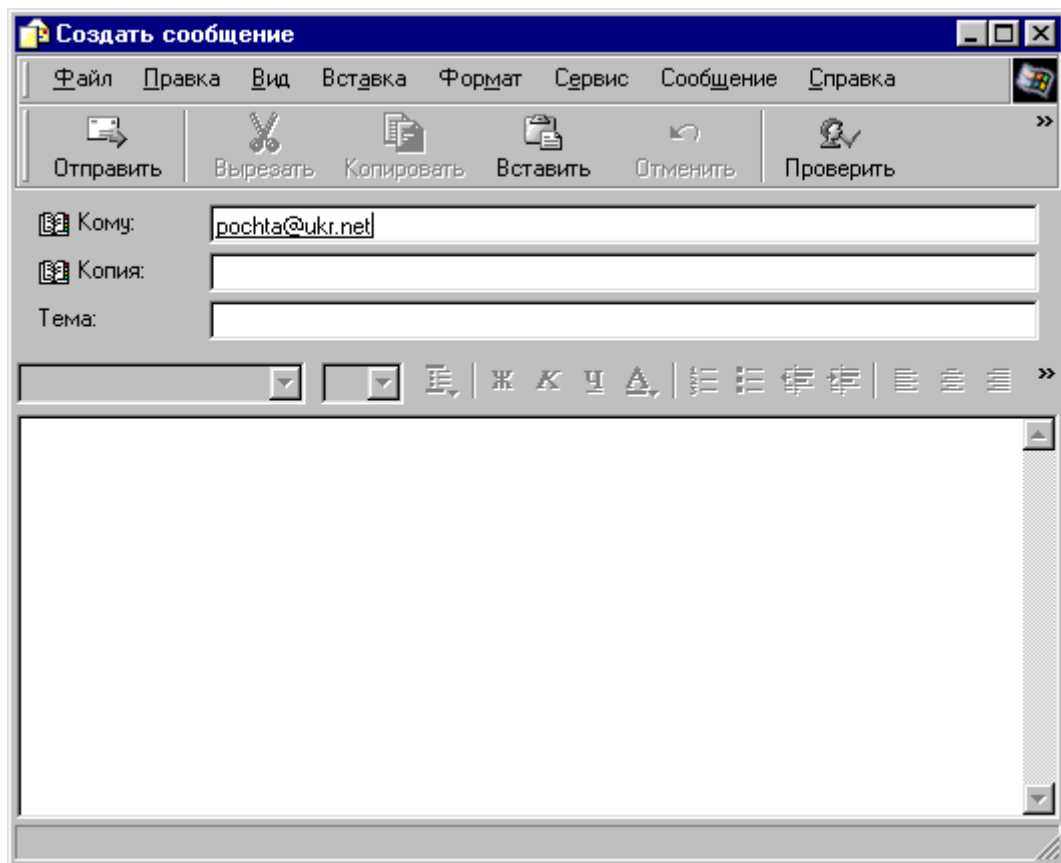 Создать сообщение
Файл Правка Вид Вставка Формат Сервис Сообщение Справка
Отправить Вырезать Копировать Вставить Отменить Проверить
Кому: pochta@ukr.net
Копия:
Тема:
Ж К Ч А